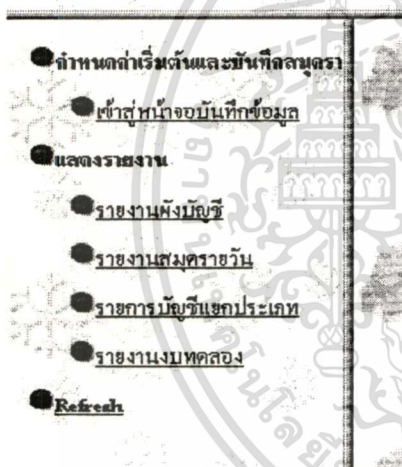 กำหนดค่าเริ่มต้นและบันทึกสมุดรา
เข้าสู่หน้าจอบันทึกข้อมูล
แสดงรายงาน
รายงานผังบัญชี
รายงานสมุดรายวัน
รายการบัญชีแยกประเภท
รายงานงบทดลอง
Refresh